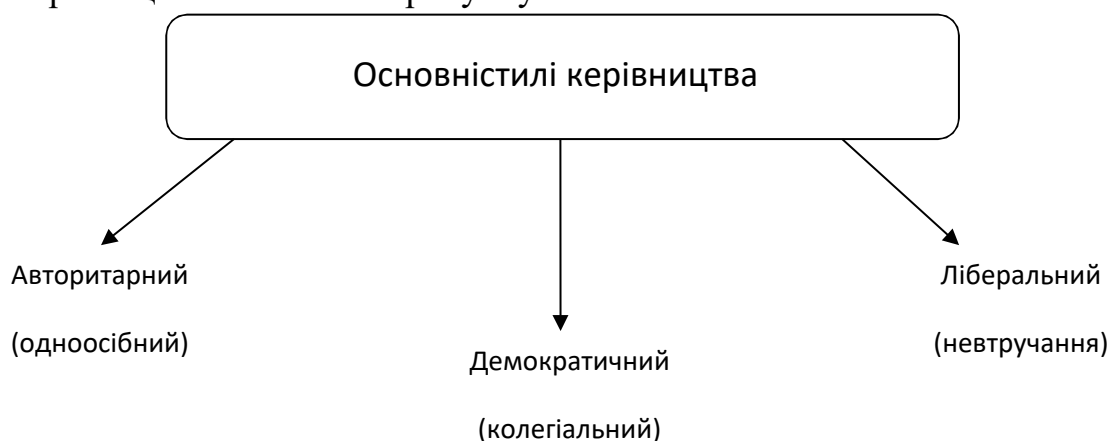 Основністилі керівництва
Авторитарний
(одноосібний)
Демократичний
(колегіальний)
Ліберальний
(невтручання)